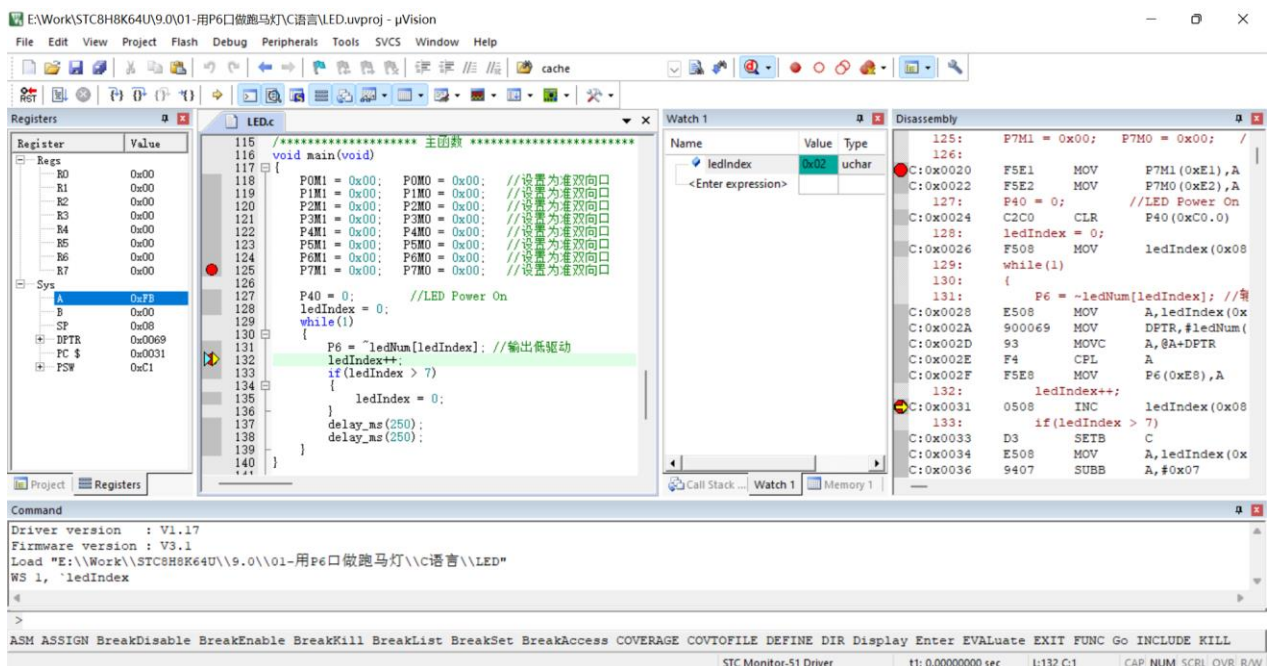 E:\Work\STC8H8K64U\9.0\01-用P6口做跑马灯\C语言\LED.uvproj - µVision
File Edit View Project Flash Debug Peripherals Tools SVCS Window Help
cache
RST
Registers
Register Value
Regs
R0 0x00
R1 0x00
R2 0x00
R3 0x00
R4 0x00
R5 0x00
R6 0x00
R7 0x00
Sys
A 0xFB
B 0x00
SP 0x08
DPTR 0x0069
PC $ 0x0031
PSW 0xC1
Project Registers
LED.c
115 /******************** 主函数 ************************
116 void main(void)
117 {
118 P0M1 = 0x00; P0M0 = 0x00; //设置为准双向口
119 P1M1 = 0x00; P1M0 = 0x00; //设置为准双向口
120 P2M1 = 0x00; P2M0 = 0x00; //设置为准双向口
121 P3M1 = 0x00; P3M0 = 0x00; //设置为准双向口
122 P4M1 = 0x00; P4M0 = 0x00; //设置为准双向口
123 P5M1 = 0x00; P5M0 = 0x00; //设置为准双向口
124 P6M1 = 0x00; P6M0 = 0x00; //设置为准双向口
125 P7M1 = 0x00; P7M0 = 0x00; //设置为准双向口
126
127 P40 = 0; //LED Power On
128 ledIndex = 0;
129 while(1)
130 {
131 P6 = ~ledNum[ledIndex]; //输出低驱动
132 ledIndex++;
133 if(ledIndex > 7)
134 {
135 ledIndex = 0;
136 }
137 delay_ms(250);
138 delay_ms(250);
139 }
140 }
Watch 1
Name Value Type
ledIndex 0x02 uchar
<Enter expression>
Call Stack ... Watch 1 Memory 1
Disassembly
125: P7M1 = 0x00; P7M0 = 0x00; /
126:
C:0x0020 F5E1 MOV P7M1(0xE1),A
C:0x0022 F5E2 MOV P7M0(0xE2),A
127: P40 = 0; //LED Power On
C:0x0024 C2C0 CLR P40(0xC0.0)
128: ledIndex = 0;
C:0x0026 F508 MOV ledIndex(0x08
129: while(1)
130: {
131: P6 = ~ledNum[ledIndex]; //输
C:0x0028 E508 MOV A,ledIndex(0x
C:0x002A 900069 MOV DPTR,#ledNum(
C:0x002D 93 MOVC A,@A+DPTR
C:0x002E F4 CPL A
C:0x002F F5E8 MOV P6(0xE8),A
132: ledIndex++;
C:0x0031 0508 INC ledIndex(0x08
133: if(ledIndex > 7)
C:0x0033 D3 SETB C
C:0x0034 E508 MOV A,ledIndex(0x
C:0x0036 9407 SUBB A,#0x07
Command
Driver version : V1.17
Firmware version : V3.1
Load "E:\\Work\\STC8H8K64U\\9.0\\01-用P6口做跑马灯\\C语言\\LED"
WS 1, `ledIndex
>
ASM ASSIGN BreakDisable BreakEnable BreakKill BreakList BreakSet BreakAccess COVERAGE COVTOFILE DEFINE DIR Display Enter EVALuate EXIT FUNC Go INCLUDE KILL
STC Monitor-51 Driver t1: 0.00000000 sec L:132 C:1 CAP NUM SCRL OVR R/W